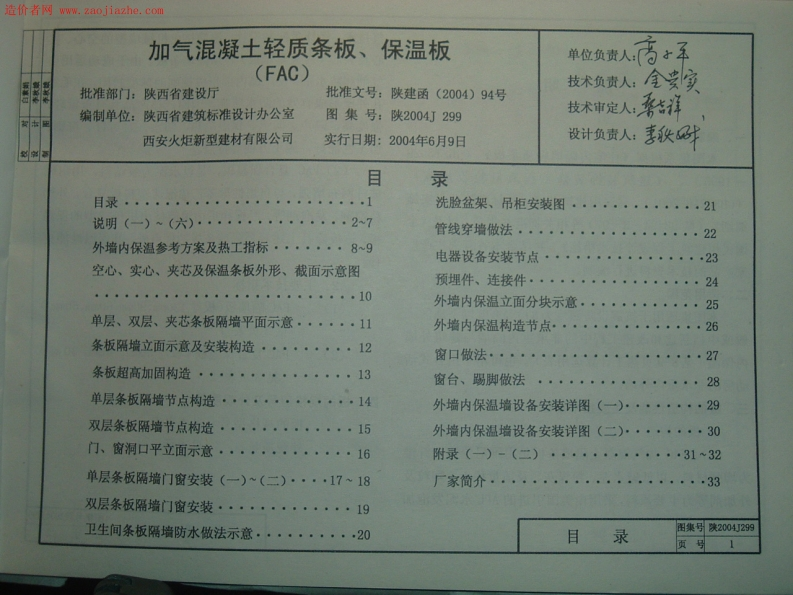 造价者网 www.zaojiazhe.com
加气混凝土轻质条板、保温板
(FAC)
批准部门: 陕西省建设厅
批准文号: 陕建函(2004)94号
编制单位: 陕西省建筑标准设计办公室
图 集 号: 陕2004J 299
西安火炬新型建材有限公司
实行日期: 2004年6月9日
单位负责人:
技术负责人:
技术审定人:
设计负责人:
校 对
设 计
制 图
目 录
目录 ··························1
说明(一)~(六)················2~7
外墙内保温参考方案及热工指标 ······· 8~9
空心、实心、夹芯及保温条板外形、截面示意图
····························10
单层、双层、夹芯条板隔墙平面示意 ······ 11
条板隔墙立面示意及安装构造 ········· 12
条板超高加固构造 ·············· 13
单层条板隔墙节点构造 ············ 14
双层条板隔墙节点构造 ············ 15
门、窗洞口平立面示意 ············ 16
单层条板隔墙门窗安装(一)~(二)····17~ 18
双层条板隔墙门窗安装 ············ 19
卫生间条板隔墙防水做法示意 ·········20
洗脸盆架、吊柜安装图 ············· 21
管线穿墙做法 ················· 22
电器设备安装节点 ···············23
预埋件、连接件················ 24
外墙内保温立面分块示意············ 25
外墙内保温构造节点·············· 26
窗口做法···················27
窗台、踢脚做法 ················ 28
外墙内保温墙设备安装详图(一)········ 29
外墙内保温墙设备安装详图(二)········ 30
附录(一)-(二) ············31~32
厂家简介····················33
目 录
图集号 陕2004J299
页 号 1